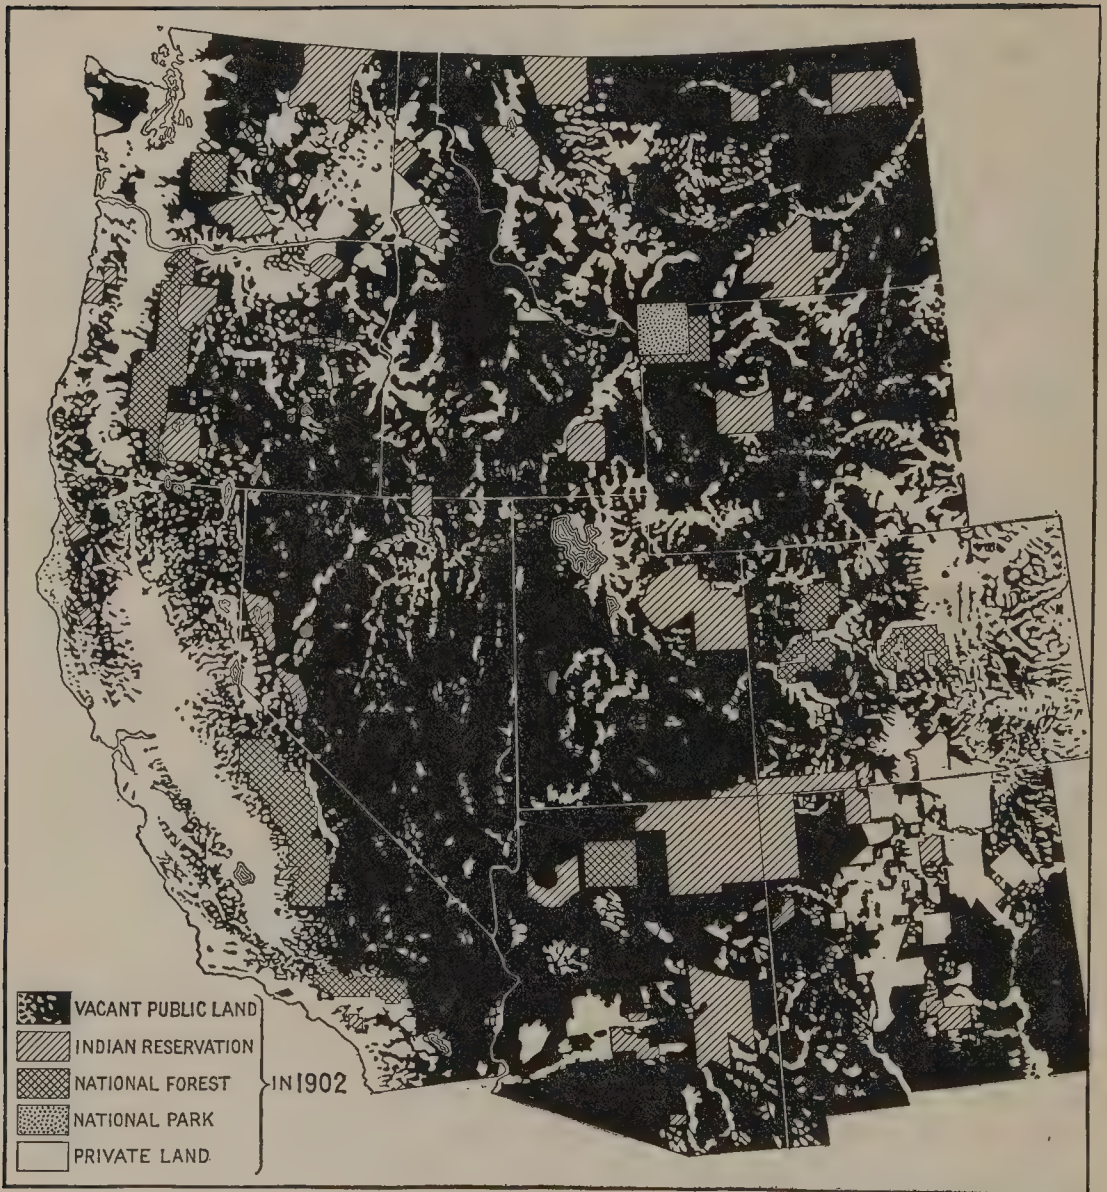 VACANT PUBLIC LAND
INDIAN RESERVATION
NATIONAL FOREST
IN 1902
NATIONAL PARK
PRIVATE LAND